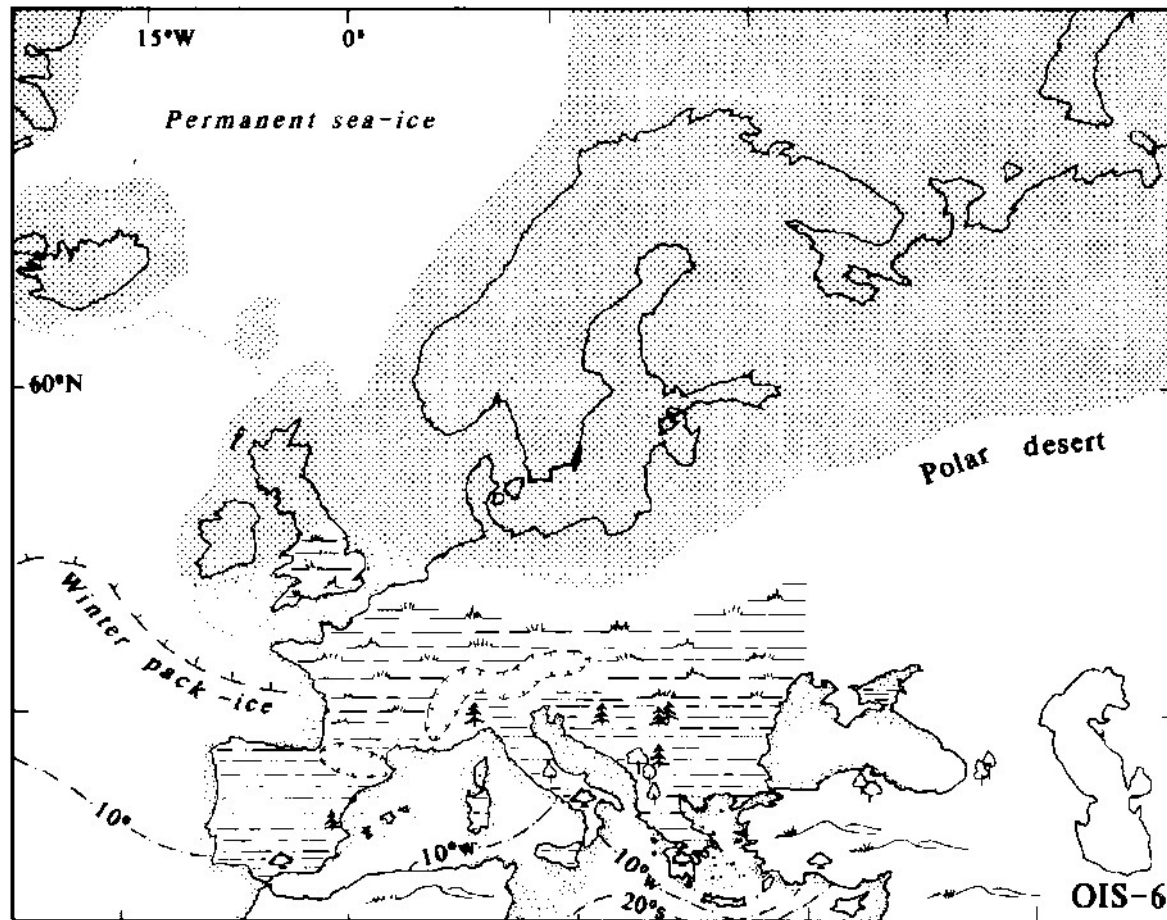 15°W 0°
Permanent sea-ice
60°N
Polar desert
Winter pack-ice
10°
10°w
10°w
20°s
OIS-6